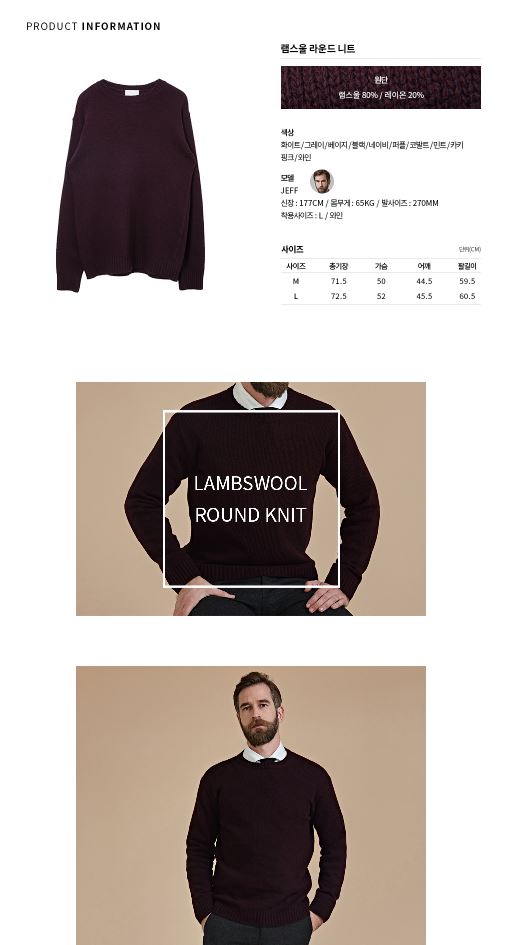 PRODUCT INFORMATION
램스울 라운드 니트
원단
램스울 80% / 레이온 20%
색상
화이트/그레이/베이지/블랙/네이비/퍼플/코발트/민트/카키
핑크/와인
모델
JEFF
신장 : 177CM / 몸무게 : 65KG / 발사이즈 : 270MM
착용사이즈 : L / 와인
사이즈 단위(CM)
사이즈 총기장 가슴 어깨 팔길이
M 71.5 50 44.5 59.5
L 72.5 52 45.5 60.5
LAMBSWOOL
ROUND KNIT